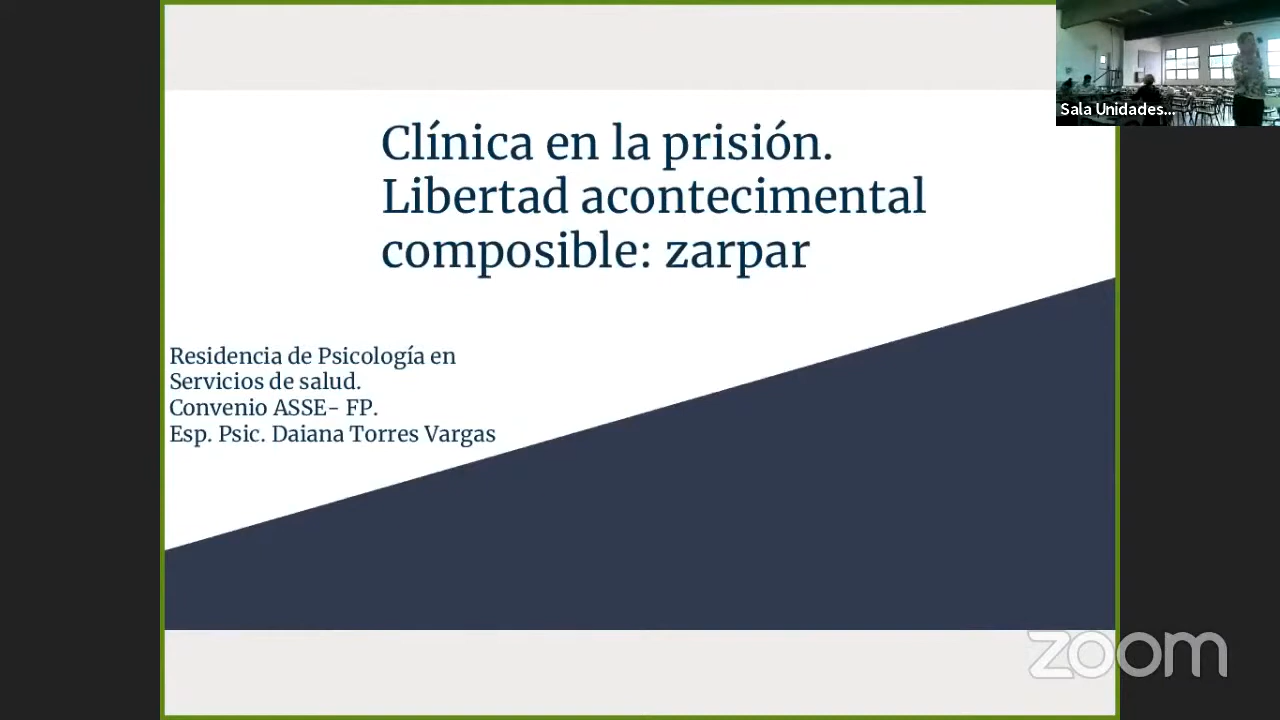 Sala Unidades...
Clínica en la prisión.
Libertad acontecimental
composible: zarpar
Residencia de Psicología en
Servicios de salud.
Convenio ASSE- FP.
Esp. Psic. Daiana Torres Vargas
zoom